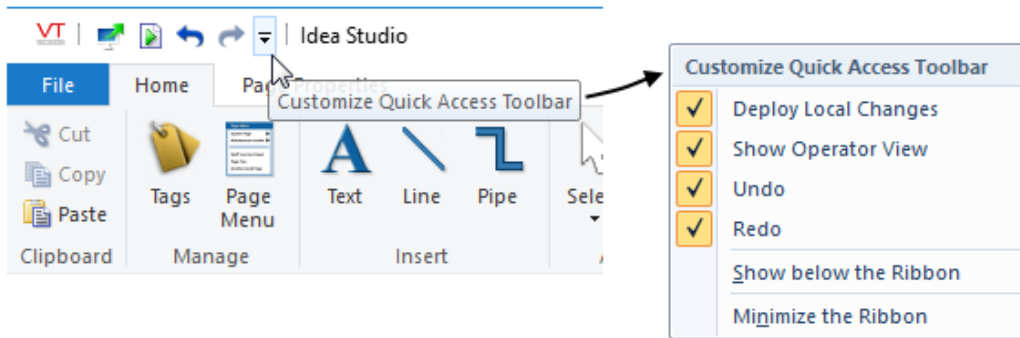 VT
Idea Studio
File
Home
Page Properties
Customize Quick Access Toolbar
Cut
Copy
Paste
Tags
Page
Menu
Text
Line
Pipe
Sele
Clipboard
Manage
Insert
Customize Quick Access Toolbar
Deploy Local Changes
Show Operator View
Undo
Redo
Show below the Ribbon
Minimize the Ribbon